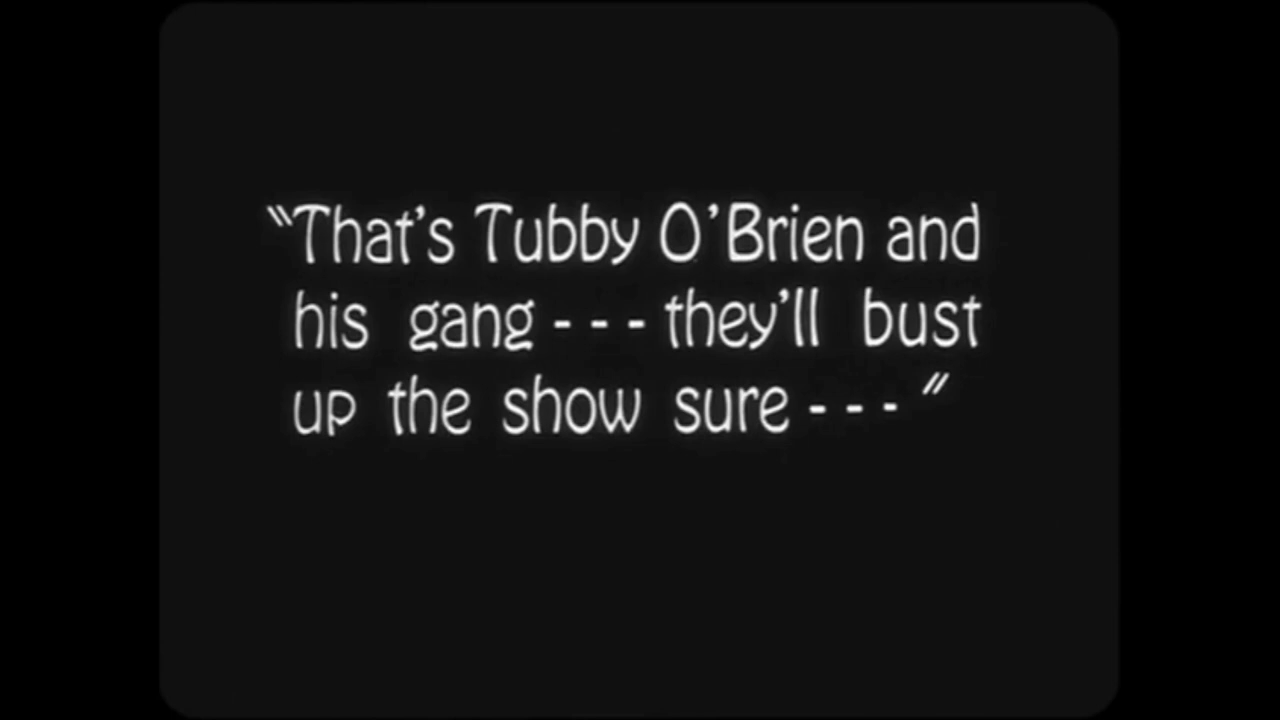 "That's Tubby O'Brien and
his gang - - - they'll bust
up the show sure - - - "